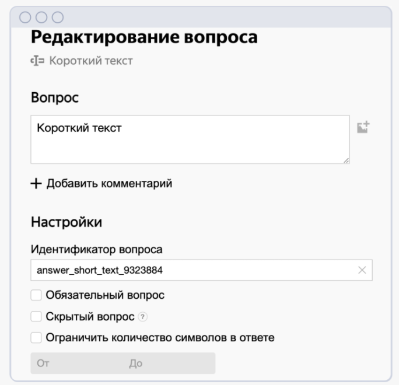 Редактирование вопроса
Короткий текст
Вопрос
Короткий текст
+ Добавить комментарий
Настройки
Идентификатор вопроса
answer_short_text_9323884
Обязательный вопрос
Скрытый вопрос ?
Ограничить количество символов в ответе
От До